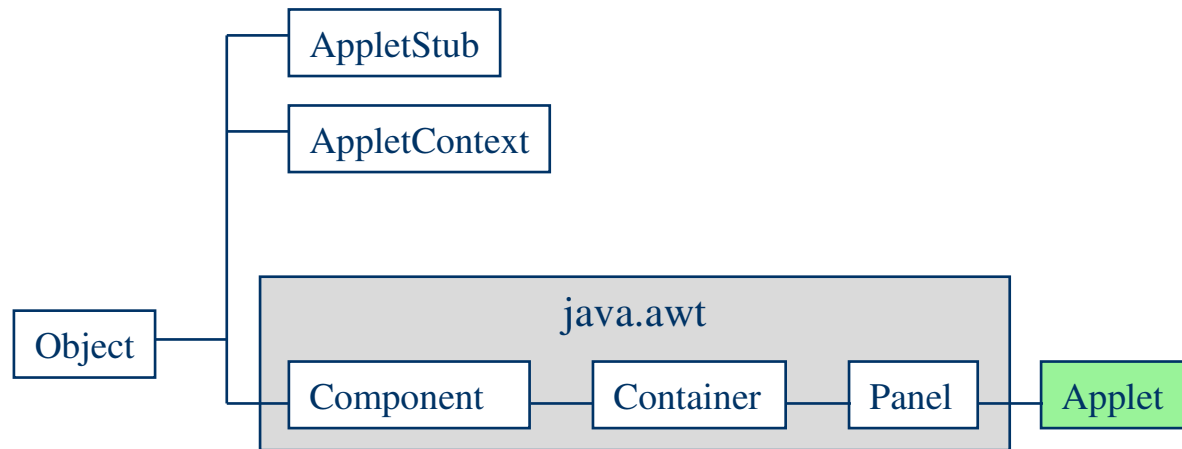 AppletStub
AppletContext
java.awt
Object
Component
Container
Panel
Applet